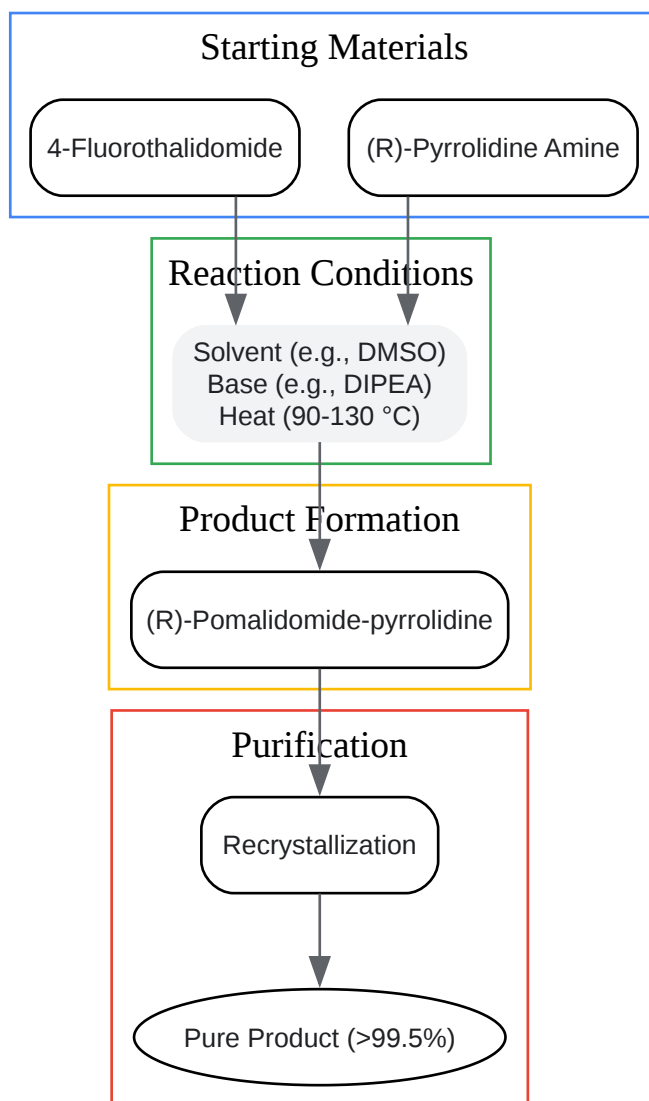 Starting Materials
4-Fluorothalidomide
(R)-Pyrrolidine Amine
Reaction Conditions
Solvent (e.g., DMSO)
Base (e.g., DIPEA)
Heat (90-130 °C)
Product Formation
(R)-Pomalidomide-pyrrolidine
Purification
Recrystallization
Pure Product (>99.5%)